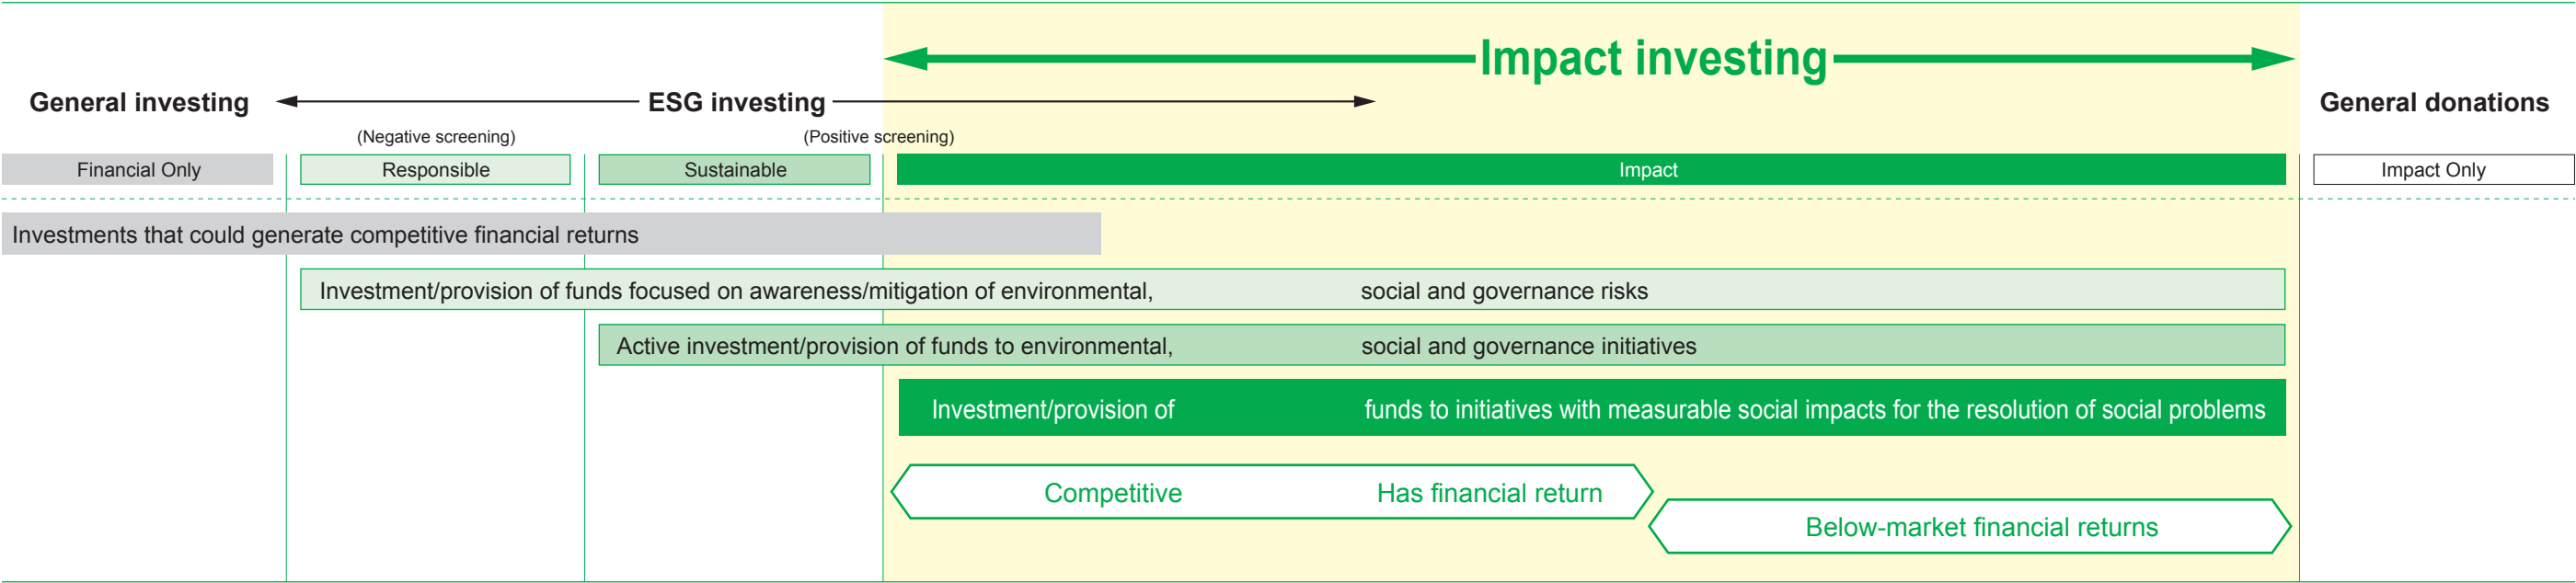 Impact investing
General investing
ESG investing
General donations
(Negative screening)
(Positive screening)
Financial Only
Responsible
Sustainable
Impact
Impact Only
Investments that could generate competitive financial returns
Investment/provision of funds focused on awareness/mitigation of environmental, social and governance risks
Active investment/provision of funds to environmental, social and governance initiatives
Investment/provision of funds to initiatives with measurable social impacts for the resolution of social problems
Competitive Has financial return
Below-market financial returns